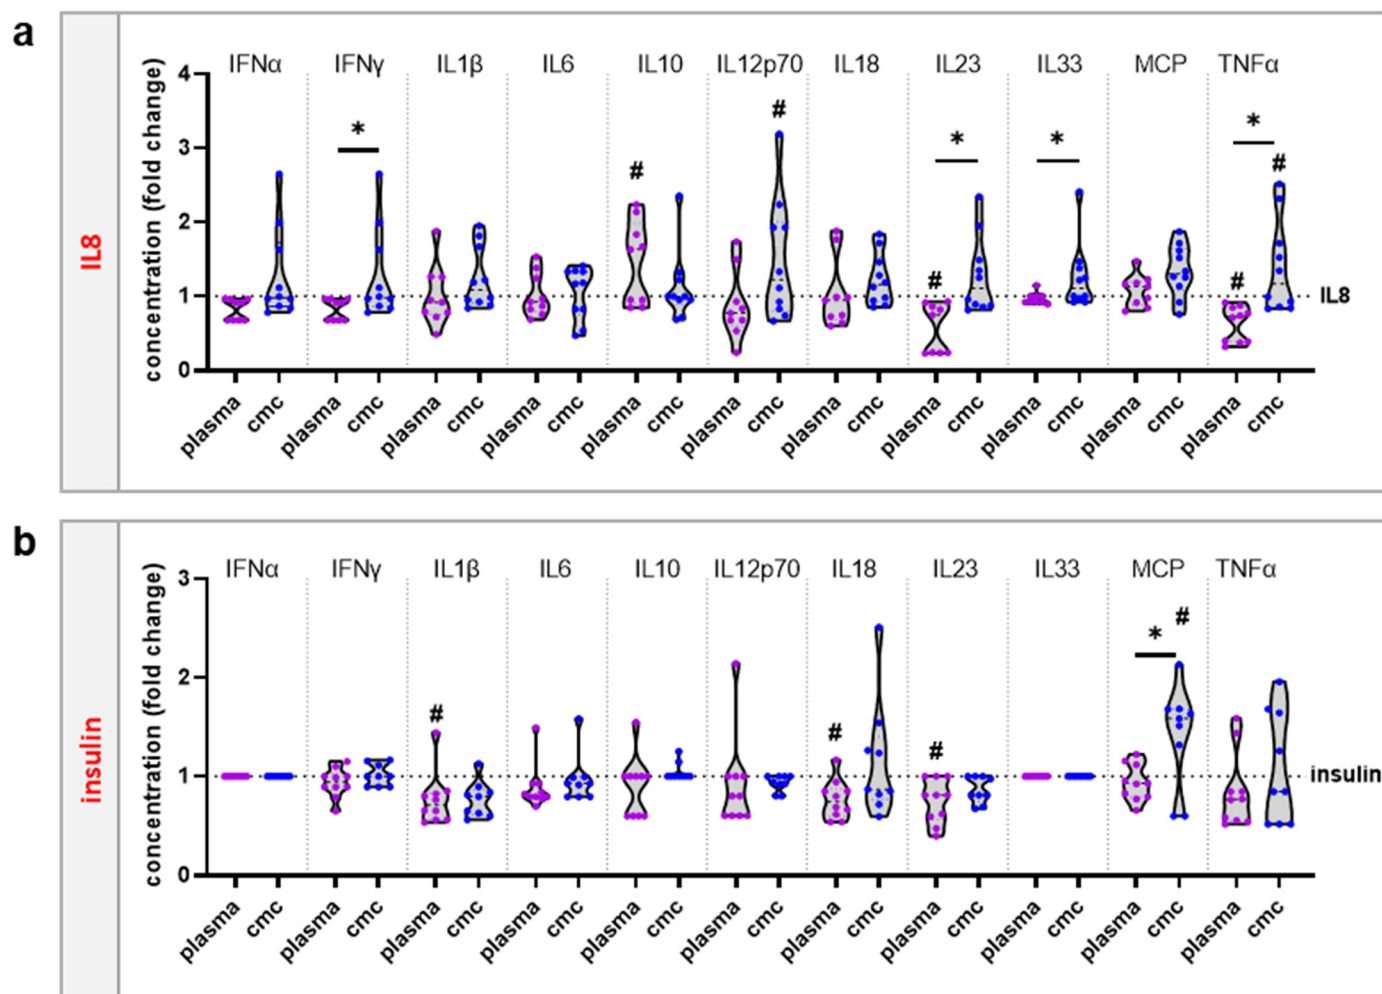 a
IL8
concentration (fold change)
4
3
2
1
0
IFNα IFNγ IL1β IL6 IL10 IL12p70 IL18 IL23 IL33 MCP TNFα
* # # # * * * # #
IL8
plasma cmc plasma cmc plasma cmc plasma cmc plasma cmc plasma cmc plasma cmc plasma cmc plasma cmc plasma cmc plasma cmc
b
insulin
concentration (fold change)
3
2
1
0
IFNα IFNγ IL1β IL6 IL10 IL12p70 IL18 IL23 IL33 MCP TNFα
# # # * #
insulin
plasma cmc plasma cmc plasma cmc plasma cmc plasma cmc plasma cmc plasma cmc plasma cmc plasma cmc plasma cmc plasma cmc